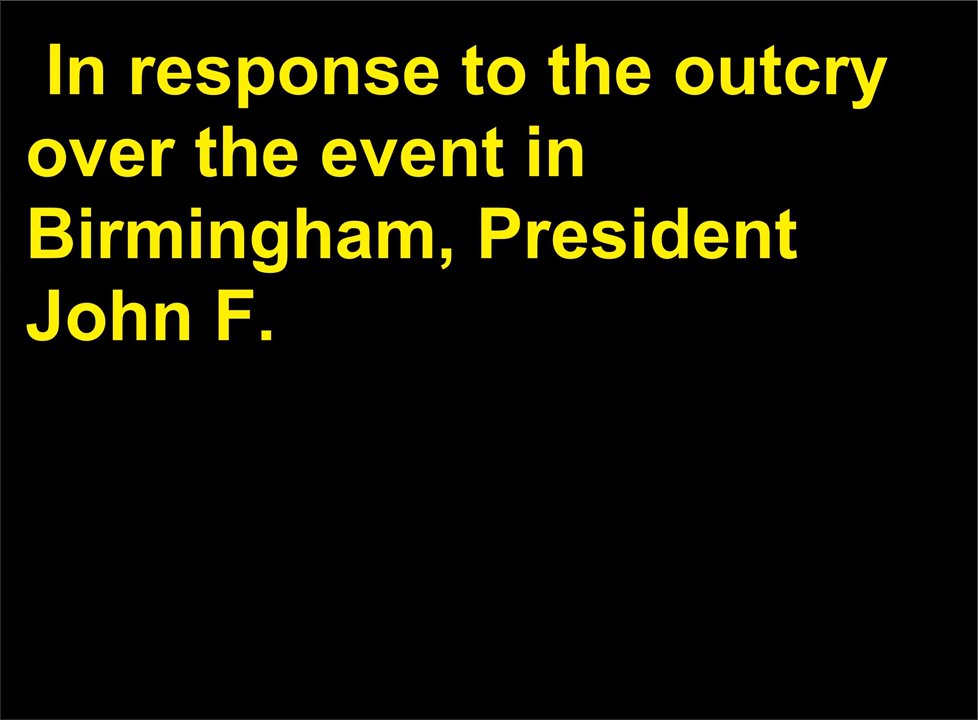 In response to the outcry
over the event in
Birmingham, President
John F.